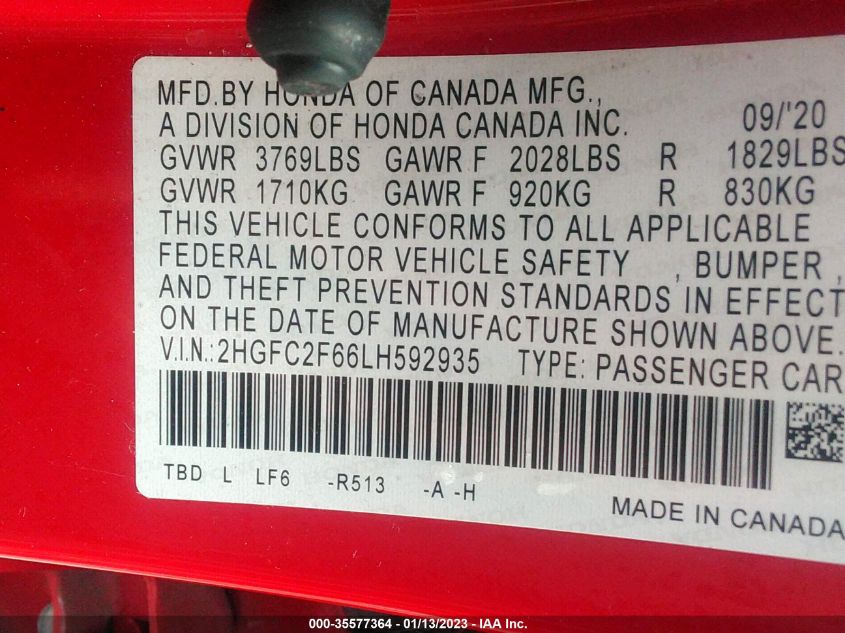 MFD.BY HONDA OF CANADA MFG.,
A DIVISION OF HONDA CANADA INC. 09/'20
GVWR 3769LBS GAWR F 2028LBS R 1829LBS
GVWR 1710KG GAWR F 920KG R 830KG
THIS VEHICLE CONFORMS TO ALL APPLICABLE
FEDERAL MOTOR VEHICLE SAFETY , BUMPER ,
AND THEFT PREVENTION STANDARDS IN EFFECT
ON THE DATE OF MANUFACTURE SHOWN ABOVE.
V.I.N.: 2HGFC2F66LH592935 TYPE: PASSENGER CAR
TBD L LF6 -R513 -A -H
MADE IN CANADA
000-35577364 - 01/13/2023 - IAA Inc.